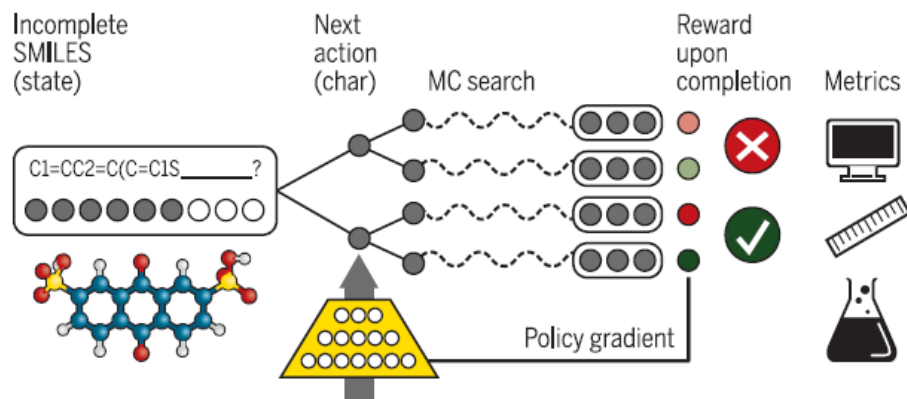 Incomplete
SMILES
(state)
Next
action
(char)
MC search
Reward
upon
completion
Metrics
C1=CC2=C(C=C1S_______?
Policy gradient